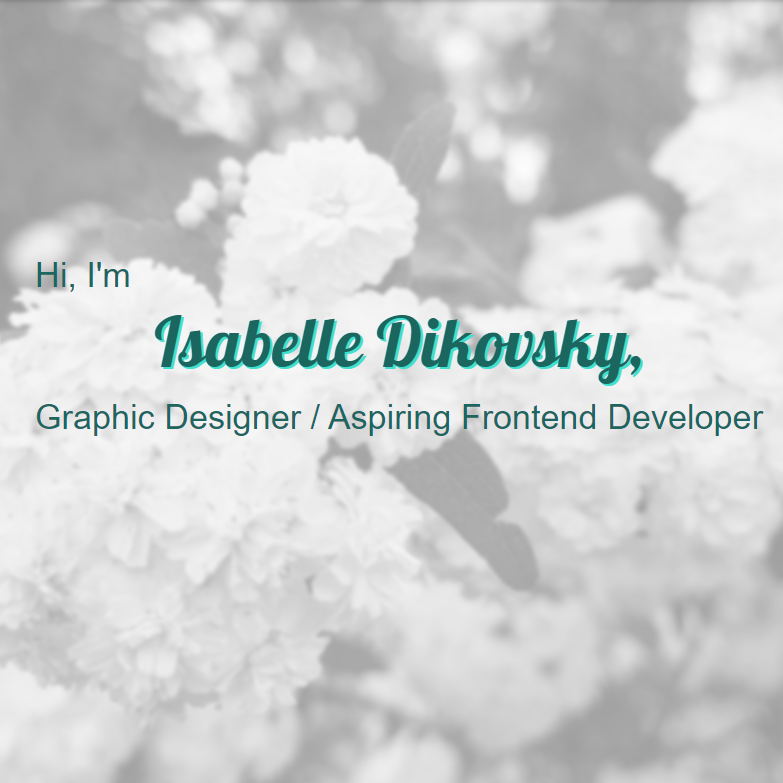 Hi, I'm
Isabelle Dikovsky,
Graphic Designer / Aspiring Frontend Developer